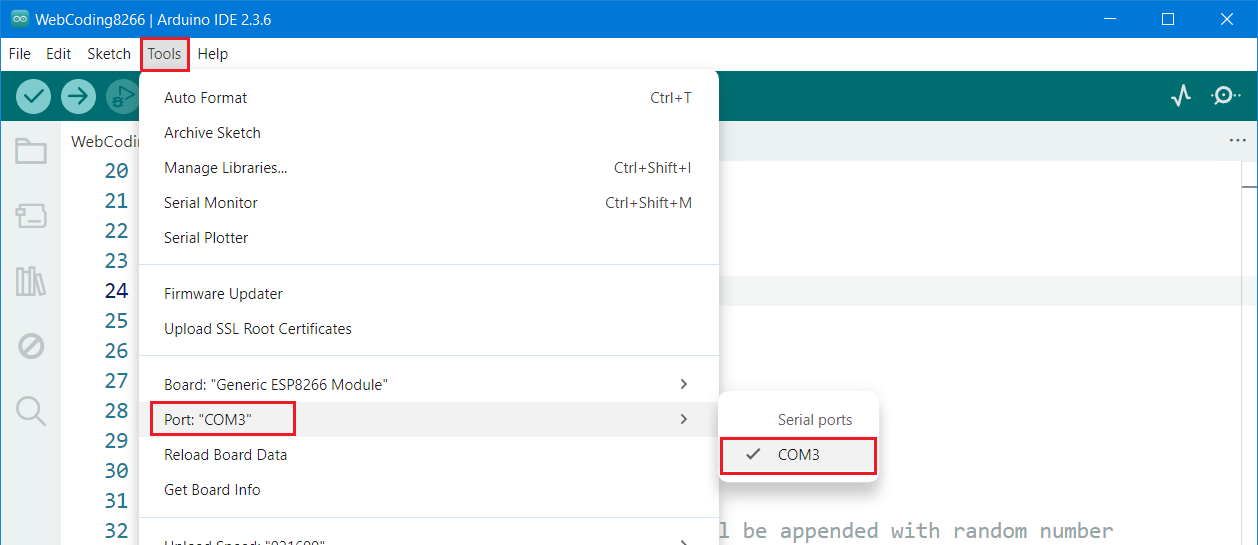 WebCoding8266 | Arduino IDE 2.3.6
File Edit Sketch Tools Help
Auto Format Ctrl+T
WebCodin
Archive Sketch
20
Manage Libraries... Ctrl+Shift+I
21
Serial Monitor Ctrl+Shift+M
22
Serial Plotter
23
24
Firmware Updater
25
Upload SSL Root Certificates
26
27
Board: "Generic ESP8266 Module"
28
Port: "COM3"
Serial ports
29
Reload Board Data
COM3
30
Get Board Info
31
32
l be appended with random number
Upload Speed: "921600"